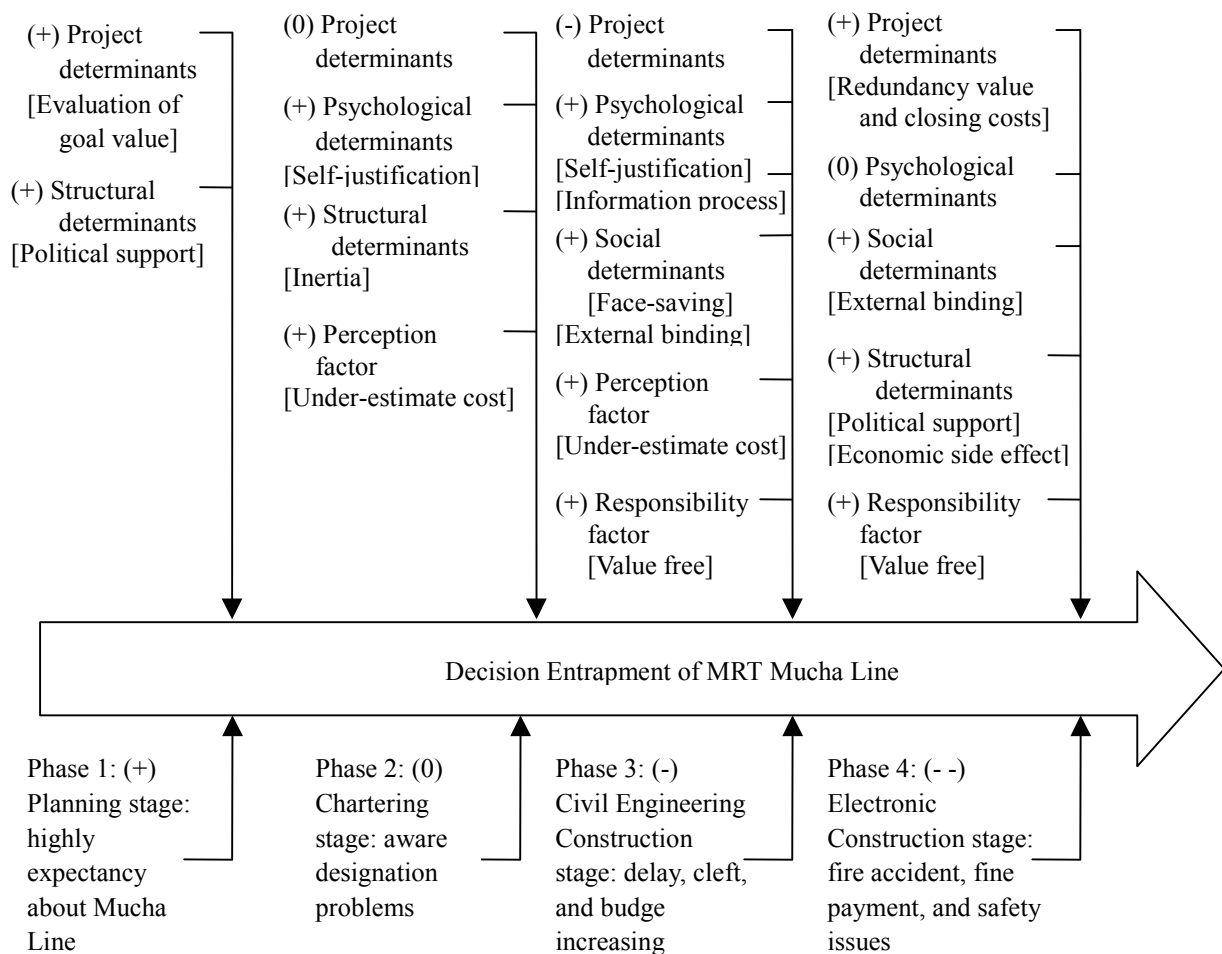 (+) Project
determinants
[Evaluation of
goal value]
(+) Structural
determinants
[Political support]
(0) Project
determinants
(+) Psychological
determinants
[Self-justification]
(+) Structural
determinants
[Inertia]
(+) Perception
factor
[Under-estimate cost]
(-) Project
determinants
(+) Psychological
determinants
[Self-justification]
[Information process]
(+) Social
determinants
[Face-saving]
[External binding]
(+) Perception
factor
[Under-estimate cost]
(+) Responsibility
factor
[Value free]
(+) Project
determinants
[Redundancy value
and closing costs]
(0) Psychological
determinants
(+) Social
determinants
[External binding]
(+) Structural
determinants
[Political support]
[Economic side effect]
(+) Responsibility
factor
[Value free]
Decision Entrapment of MRT Mucha Line
Phase 1: (+)
Planning stage:
highly
expectancy
about Mucha
Line
Phase 2: (0)
Chartering
stage: aware
designation
problems
Phase 3: (-)
Civil Engineering
Construction
stage: delay, cleft,
and budge
increasing
Phase 4: (- -)
Electronic
Construction stage:
fire accident, fine
payment, and safety
issues